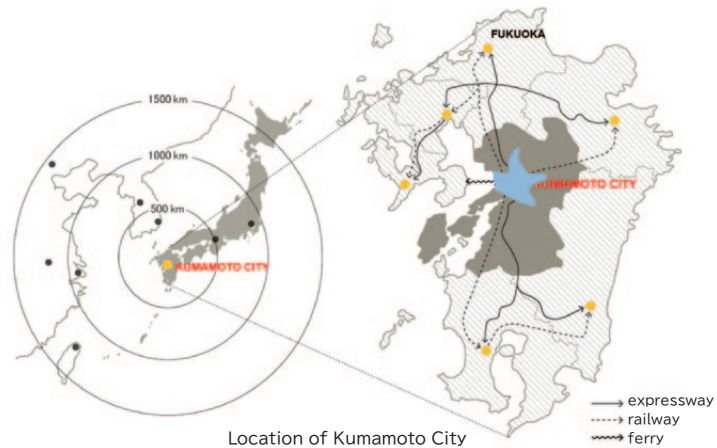 FUKUOKA
1500 km
1000 km
500 km
KUMAMOTO CITY
KUMAMOTO CITY
expressway
railway
ferry
Location of Kumamoto City